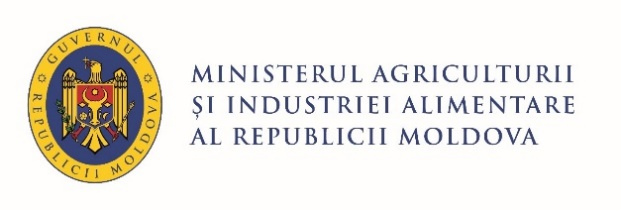 GUVERNUL
REPUBLICII MOLDOVA
MINISTERUL AGRICULTURII
ȘI INDUSTRIEI ALIMENTARE
AL REPUBLICII MOLDOVA